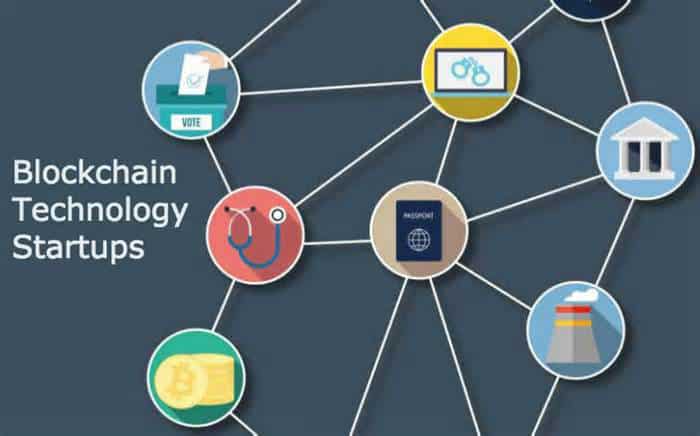 VOTE
Blockchain
Technology
Startups
PASSPORT